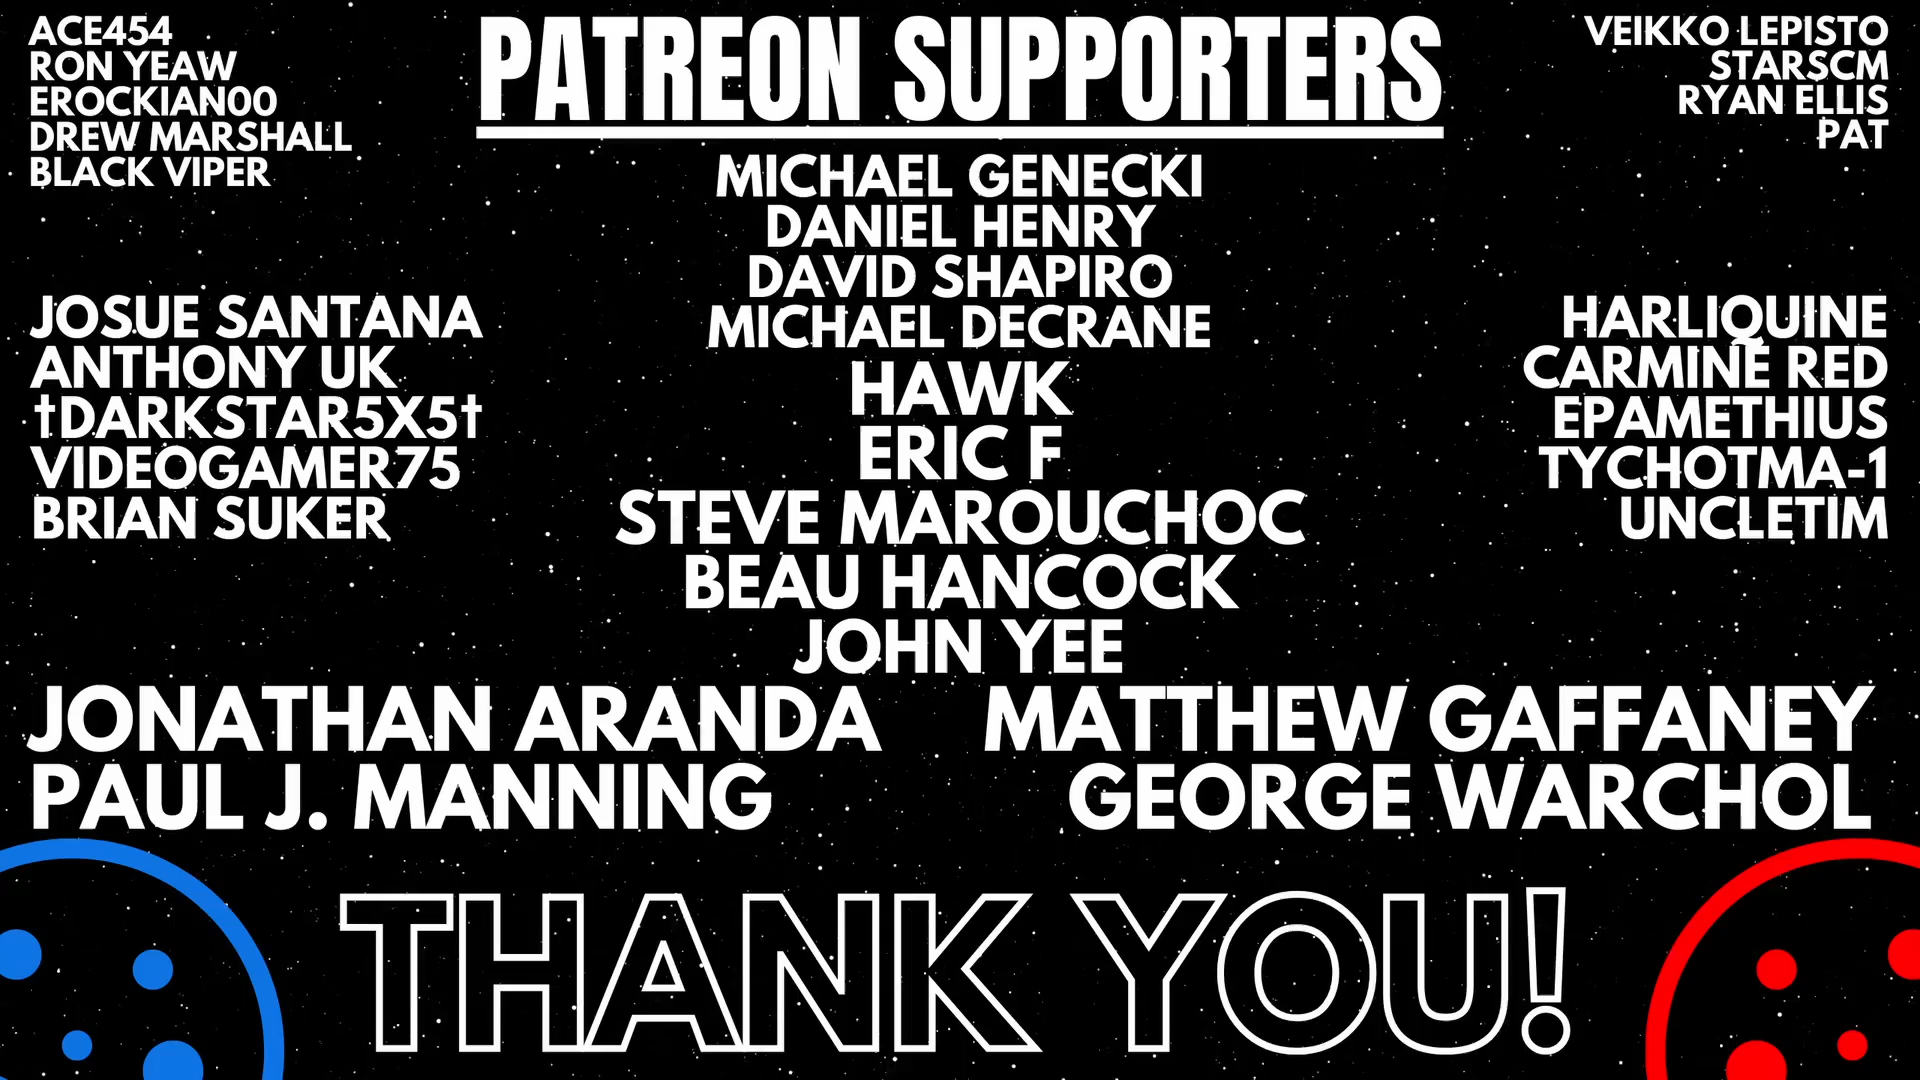 PATREON SUPPORTERS
ACE454
RON YEAW
EROCKIAN00
DREW MARSHALL
BLACK VIPER
VEIKKO LEPISTO
STARSCM
RYAN ELLIS
PAT
MICHAEL GENECKI
DANIEL HENRY
DAVID SHAPIRO
MICHAEL DECRANE
JOSUE SANTANA
ANTHONY UK
†DARKSTAR5X5†
VIDEOGAMER75
BRIAN SUKER
HAWK
ERIC F
STEVE MAROUCHOC
BEAU HANCOCK
JOHN YEE
HARLIQUINE
CARMINE RED
EPAMETHIUS
TYCHOTMA-1
UNCLETIM
JONATHAN ARANDA
PAUL J. MANNING
MATTHEW GAFFANEY
GEORGE WARCHOL
THANK YOU!